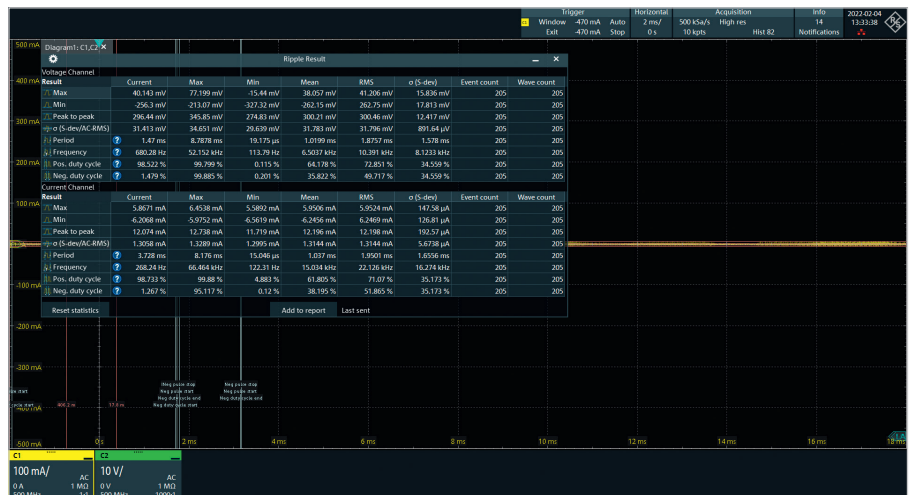 Trigger Horizontal Acquisition Info 2022-02-04
C1 Window -470 mA Auto 2 ms/ 500 kSa/s High res 14 13:33:38
Exit -470 mA Stop 0 s 10 kpts Hist 82 Notifications
500 mA Diagram1: C1,C2 ×
Ripple Result
Voltage Channel
400 mA Result Current Max Min Mean RMS σ (S-dev) Event count Wave count
Max 40.143 mV 77.199 mV -15.44 mV 38.057 mV 41.206 mV 15.836 mV 205 205
Min -256.3 mV -213.07 mV -327.32 mV -262.15 mV 262.75 mV 17.813 mV 205 205
300 mA Peak to peak 296.44 mV 345.85 mV 274.83 mV 300.21 mV 300.46 mV 12.417 mV 205 205
σ (S-dev/AC-RMS) 31.413 mV 34.651 mV 29.639 mV 31.783 mV 31.796 mV 891.64 µV 205 205
Period ? 1.47 ms 8.7878 ms 19.175 µs 1.0199 ms 1.8757 ms 1.578 ms 205 205
Frequency ? 680.28 Hz 52.152 kHz 113.79 Hz 6.5037 kHz 10.391 kHz 8.1233 kHz 205 205
200 mA Pos. duty cycle ? 98.522 % 99.799 % 0.115 % 64.178 % 72.851 % 34.559 % 205 205
Neg. duty cycle ? 1.479 % 99.885 % 0.201 % 35.822 % 49.717 % 34.559 % 205 205
Current Channel
Result Current Max Min Mean RMS σ (S-dev) Event count Wave count
100 mA Max 5.8671 mA 6.4538 mA 5.5892 mA 5.9506 mA 5.9524 mA 147.58 µA 205 205
Min -6.2068 mA -5.9752 mA -6.5619 mA -6.2456 mA 6.2469 mA 126.81 µA 205 205
Peak to peak 12.074 mA 12.738 mA 11.719 mA 12.196 mA 12.198 mA 192.57 µA 205 205
σ (S-dev/AC-RMS) 1.3058 mA 1.3289 mA 1.2995 mA 1.3144 mA 1.3144 mA 5.6738 µA 205 205
Period ? 3.728 ms 8.176 ms 15.046 µs 1.037 ms 1.9501 ms 1.6556 ms 205 205
Frequency ? 268.24 Hz 66.464 kHz 122.31 Hz 15.034 kHz 22.126 kHz 16.274 kHz 205 205
-100 mA Pos. duty cycle ? 98.733 % 99.88 % 4.883 % 61.805 % 71.07 % 35.173 % 205 205
Neg. duty cycle ? 1.267 % 95.117 % 0.12 % 38.195 % 51.865 % 35.173 % 205 205
Reset statistics Add to report Last sent
-200 mA
-300 mA
Neg pulse stop Neg pulse stop
Neg pulse start Neg pulse start
Neg duty cycle end Neg duty cycle end
Neg duty cycle start
-400 mA
-500 mA 0 s 2 ms 4 ms 6 ms 8 ms 10 ms 12 ms 14 ms 16 ms 18 ms
C1 C2
100 mA/ AC 10 V/ AC
0 A 1 MΩ 0 V 1 MΩ
500 MHz 1:1 500 MHz 1000:1